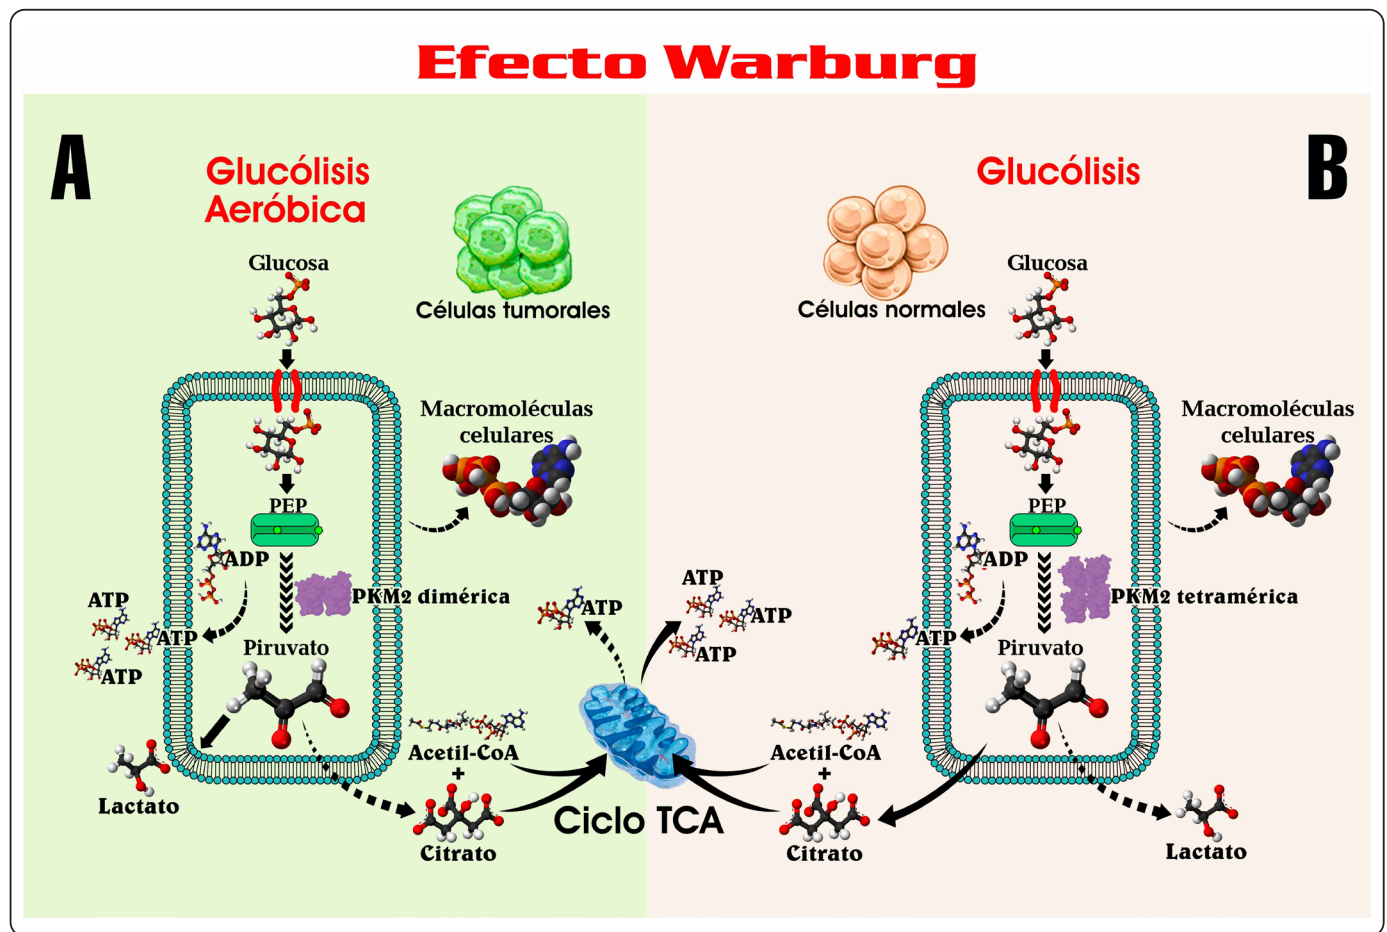 Efecto Warburg
A
Glucólisis
Aeróbica
Células tumorales
Glucosa
Macromoléculas
celulares
PEP
ADP
PKM2 dimérica
ATP
ATP
ATP
Piruvato
Lactato
Acetil-CoA
+
Citrato
ATP
Ciclo TCA
B
Glucólisis
Células normales
Glucosa
Macromoléculas
celulares
PEP
ADP
PKM2 tetramérica
ATP
Piruvato
ATP
ATP
ATP
Acetil-CoA
+
Citrato
Lactato